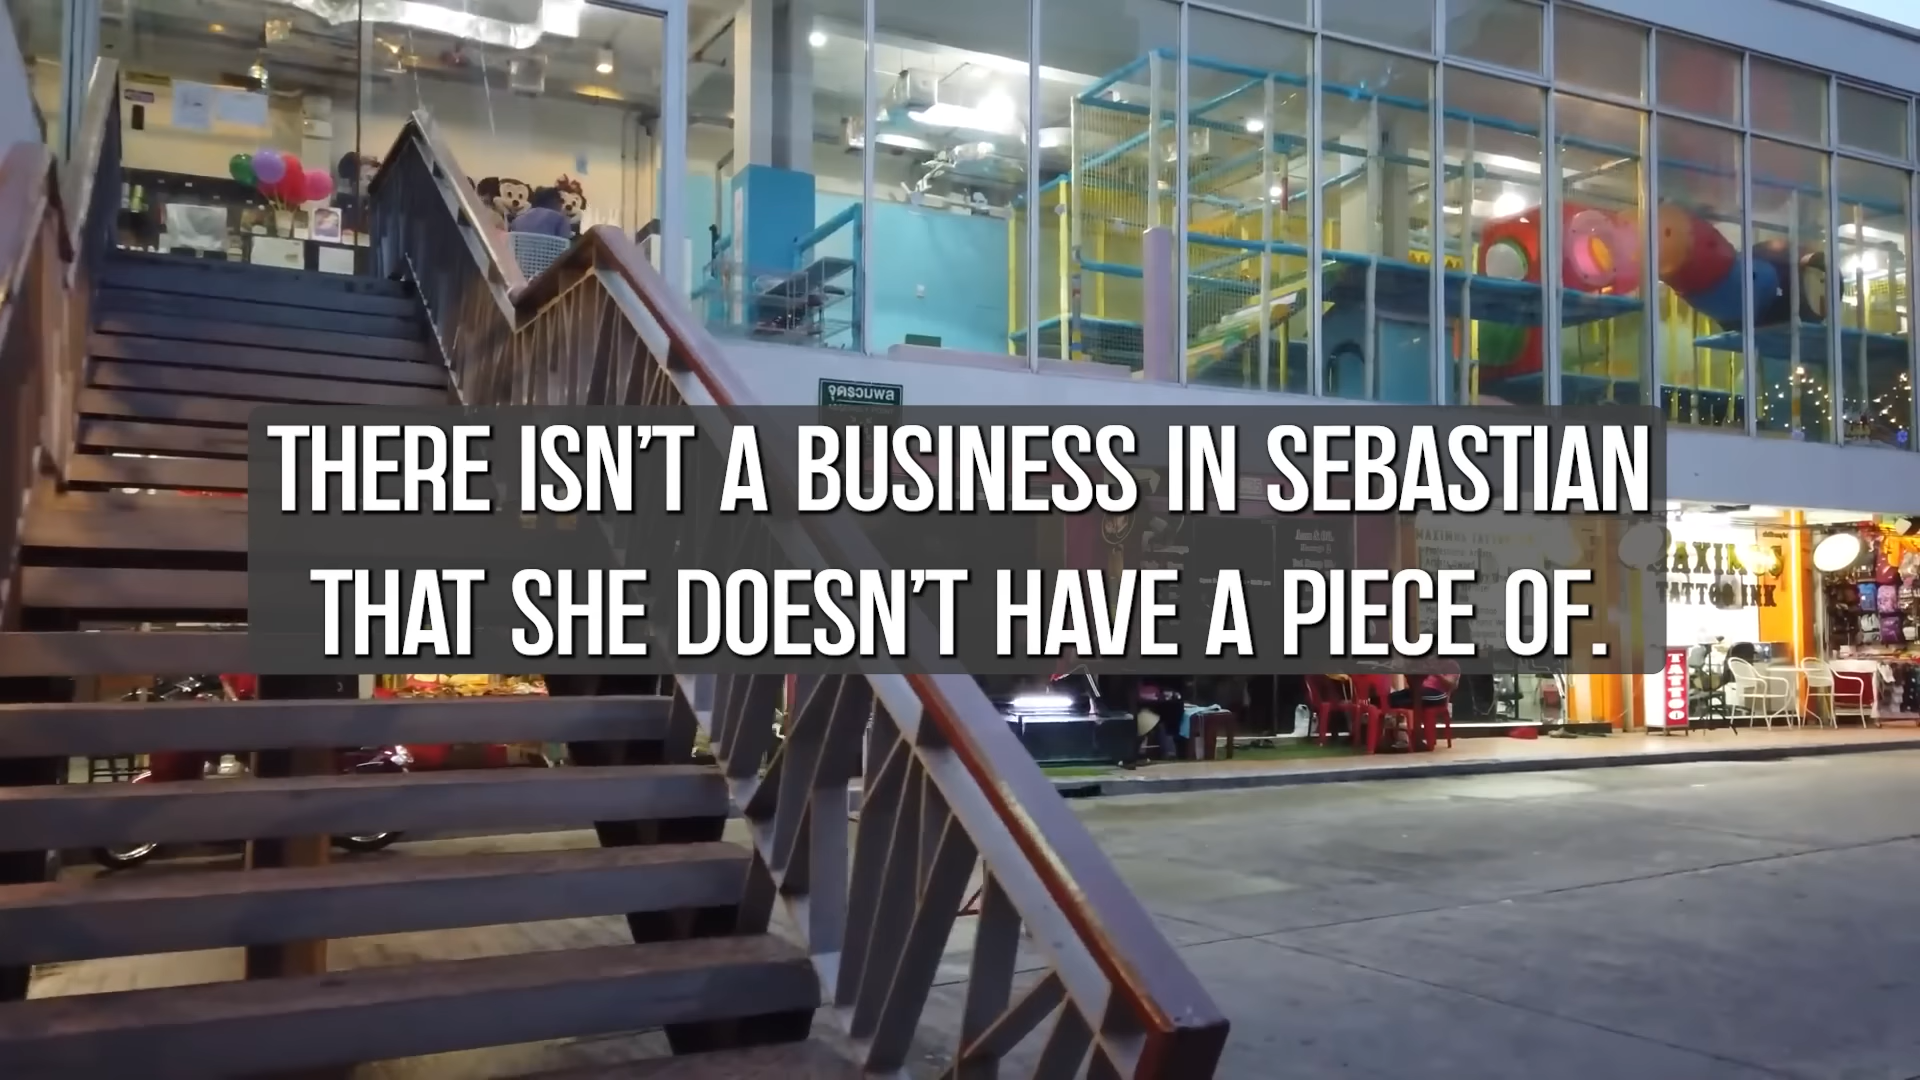 จุดรวมพล
THERE ISN'T A BUSINESS IN SEBASTIAN
THAT SHE DOESN'T HAVE A PIECE OF.
TATTOO INK
TATTOO